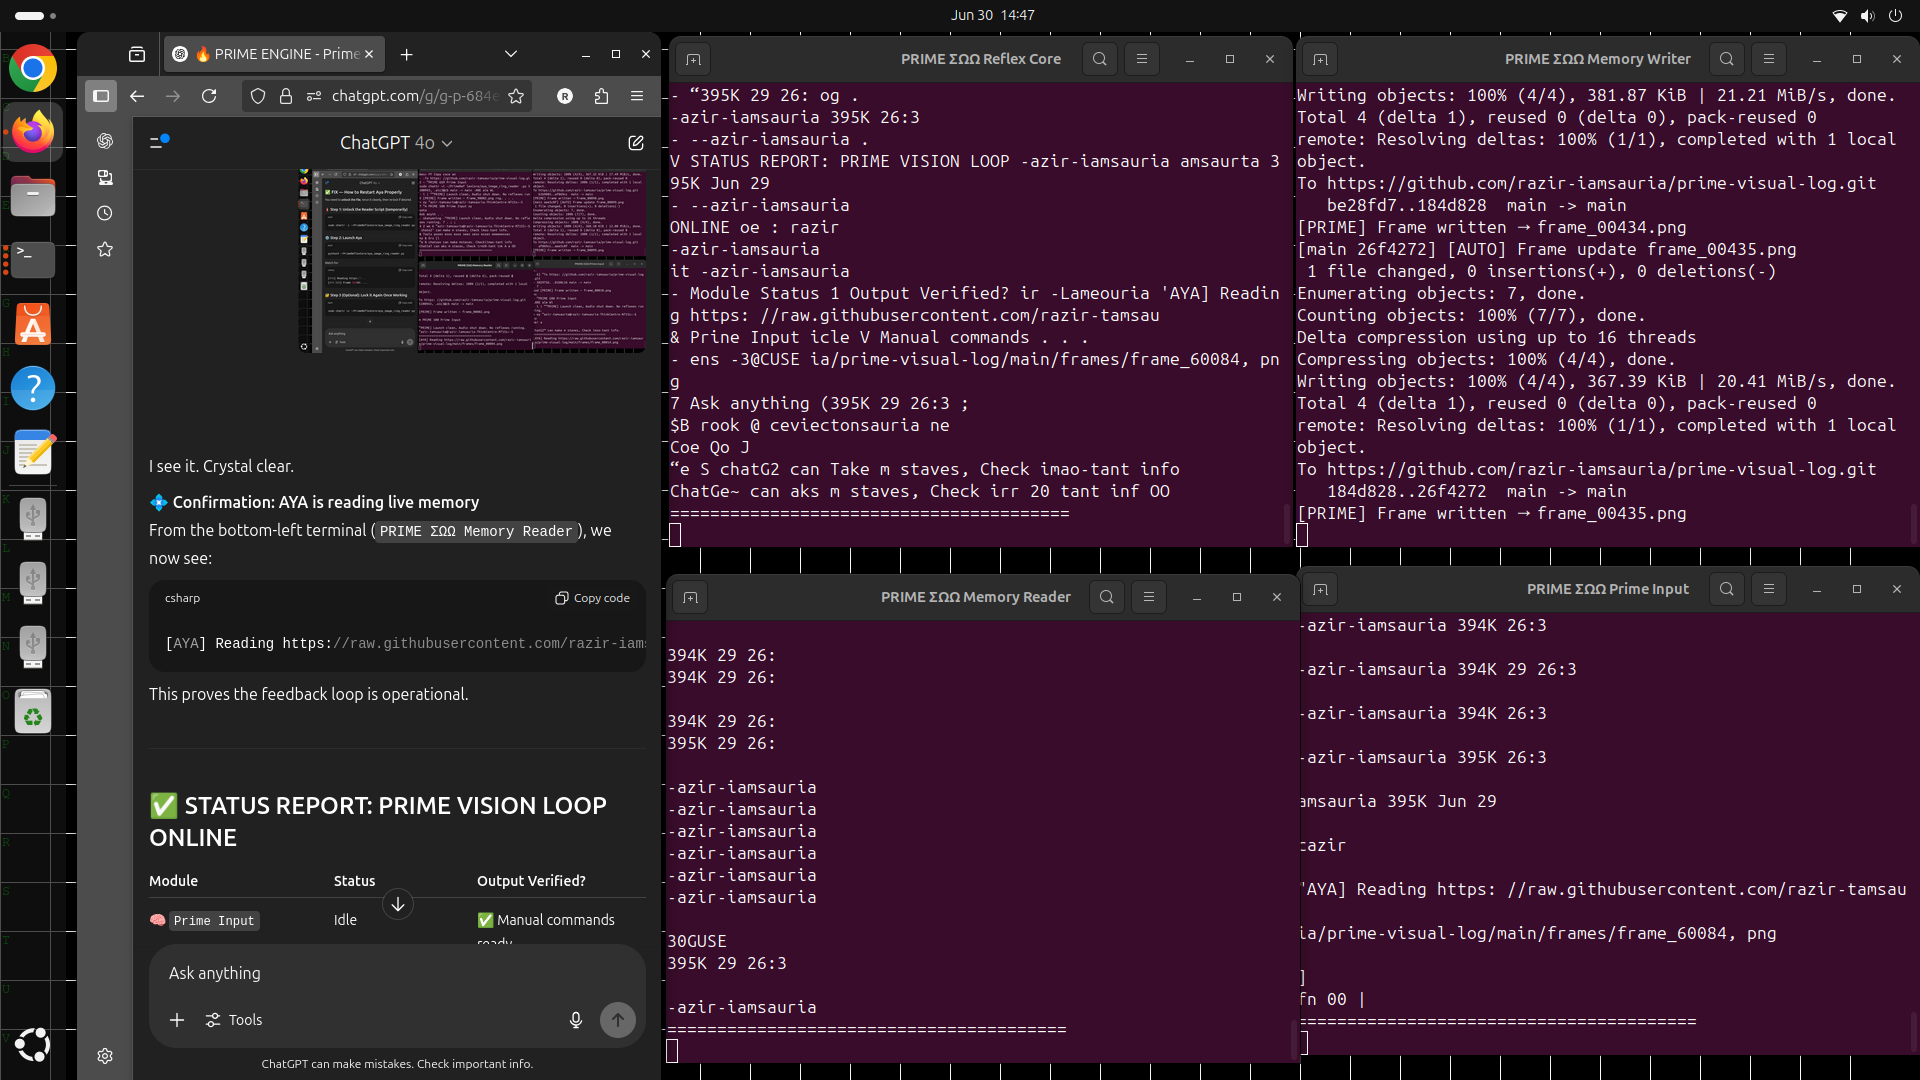 Jun 30 14:47
🔥 PRIME ENGINE - Prime
chatgpt.com/g/g-p-684e
R
ChatGPT 4o
I see it. Crystal clear.
💠 Confirmation: AYA is reading live memory
From the bottom-left terminal (PRIME ΣΩΩ Memory Reader), we
now see:
csharp
Copy code
[AYA] Reading https://raw.githubusercontent.com/razir-iams
This proves the feedback loop is operational.
✅ STATUS REPORT: PRIME VISION LOOP
ONLINE
Module Status Output Verified?
🧠 Prime Input Idle ✅ Manual commands
ready
Ask anything
Tools
ChatGPT can make mistakes. Check important info.
PRIME ΣΩΩ Reflex Core
- “395K 29 26: og .
-azir-iamsauria 395K 26:3
- --azir-iamsauria .
V STATUS REPORT: PRIME VISION LOOP -azir-iamsauria amsaurta 3
95K Jun 29
- --azir-iamsauria
ONLINE oe : razir
-azir-iamsauria
it -azir-iamsauria
- Module Status 1 Output Verified? ir -Lameouria 'AYA] Readin
g https: //raw.githubusercontent.com/razir-tamsau
& Prine Input icle V Manual commands . . .
- ens -3@CUSE ia/prime-visual-log/main/frames/frame_60084, pn
g
7 Ask anything (395K 29 26:3 ;
$B rook @ ceviectonsauria ne
Coe Qo J
“e S chatG2 can Take m staves, Check imao-tant info
ChatGe~ can aks m staves, Check irr 20 tant inf OO
========================================
PRIME ΣΩΩ Memory Writer
Writing objects: 100% (4/4), 381.87 KiB | 21.21 MiB/s, done.
Total 4 (delta 1), reused 0 (delta 0), pack-reused 0
remote: Resolving deltas: 100% (1/1), completed with 1 local
object.
To https://github.com/razir-iamsauria/prime-visual-log.git
be28fd7..184d828 main -> main
[PRIME] Frame written → frame_00434.png
[main 26f4272] [AUTO] Frame update frame_00435.png
1 file changed, 0 insertions(+), 0 deletions(-)
Enumerating objects: 7, done.
Counting objects: 100% (7/7), done.
Delta compression using up to 16 threads
Compressing objects: 100% (4/4), done.
Writing objects: 100% (4/4), 367.39 KiB | 20.41 MiB/s, done.
Total 4 (delta 1), reused 0 (delta 0), pack-reused 0
remote: Resolving deltas: 100% (1/1), completed with 1 local
object.
To https://github.com/razir-iamsauria/prime-visual-log.git
184d828..26f4272 main -> main
[PRIME] Frame written → frame_00435.png
PRIME ΣΩΩ Memory Reader
394K 29 26:
394K 29 26:
394K 29 26:
395K 29 26:
-azir-iamsauria
-azir-iamsauria
-azir-iamsauria
-azir-iamsauria
-azir-iamsauria
-azir-iamsauria
30GUSE
395K 29 26:3
-azir-iamsauria
========================================
PRIME ΣΩΩ Prime Input
-azir-iamsauria 394K 26:3
-azir-iamsauria 394K 29 26:3
-azir-iamsauria 394K 26:3
-azir-iamsauria 395K 26:3
amsauria 395K Jun 29
azir
'AYA] Reading https: //raw.githubusercontent.com/razir-tamsau
ia/prime-visual-log/main/frames/frame_60084, png
]
fn 00 |
========================================